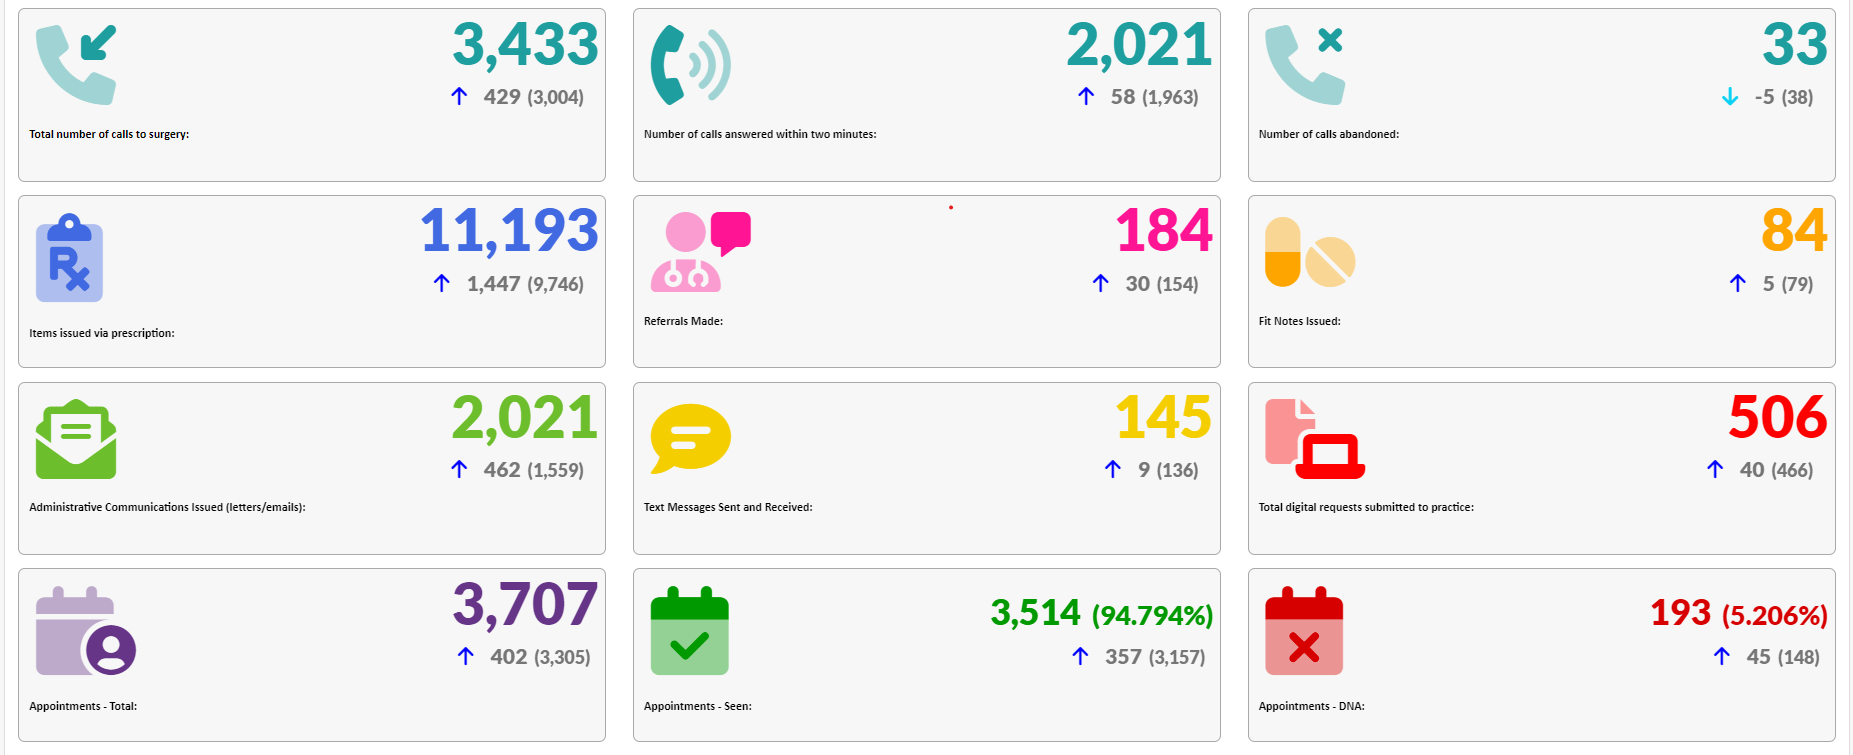 3,433
↑ 429 (3,004)
Total number of calls to surgery:
2,021
↑ 58 (1,963)
Number of calls answered within two minutes:
33
↓ -5 (38)
Number of calls abandoned:
Rx
11,193
↑ 1,447 (9,746)
Items issued via prescription:
184
↑ 30 (154)
Referrals Made:
84
↑ 5 (79)
Fit Notes Issued:
2,021
↑ 462 (1,559)
Administrative Communications Issued (letters/emails):
145
↑ 9 (136)
Text Messages Sent and Received:
506
↑ 40 (466)
Total digital requests submitted to practice:
3,707
↑ 402 (3,305)
Appointments - Total:
3,514 (94.794%)
↑ 357 (3,157)
Appointments - Seen:
193 (5.206%)
↑ 45 (148)
Appointments - DNA: